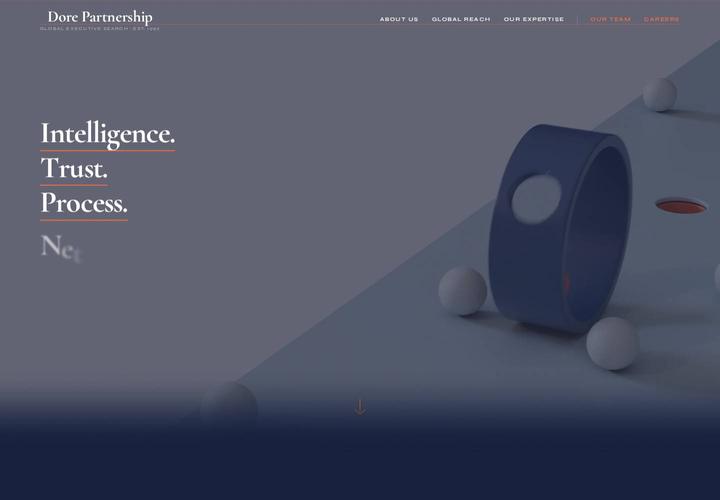 Dore Partnership
GLOBAL EXECUTIVE SEARCH · EST. 1992
ABOUT US
GLOBAL REACH
OUR EXPERTISE
OUR TEAM
CAREERS
Intelligence.
Trust.
Process.
Net